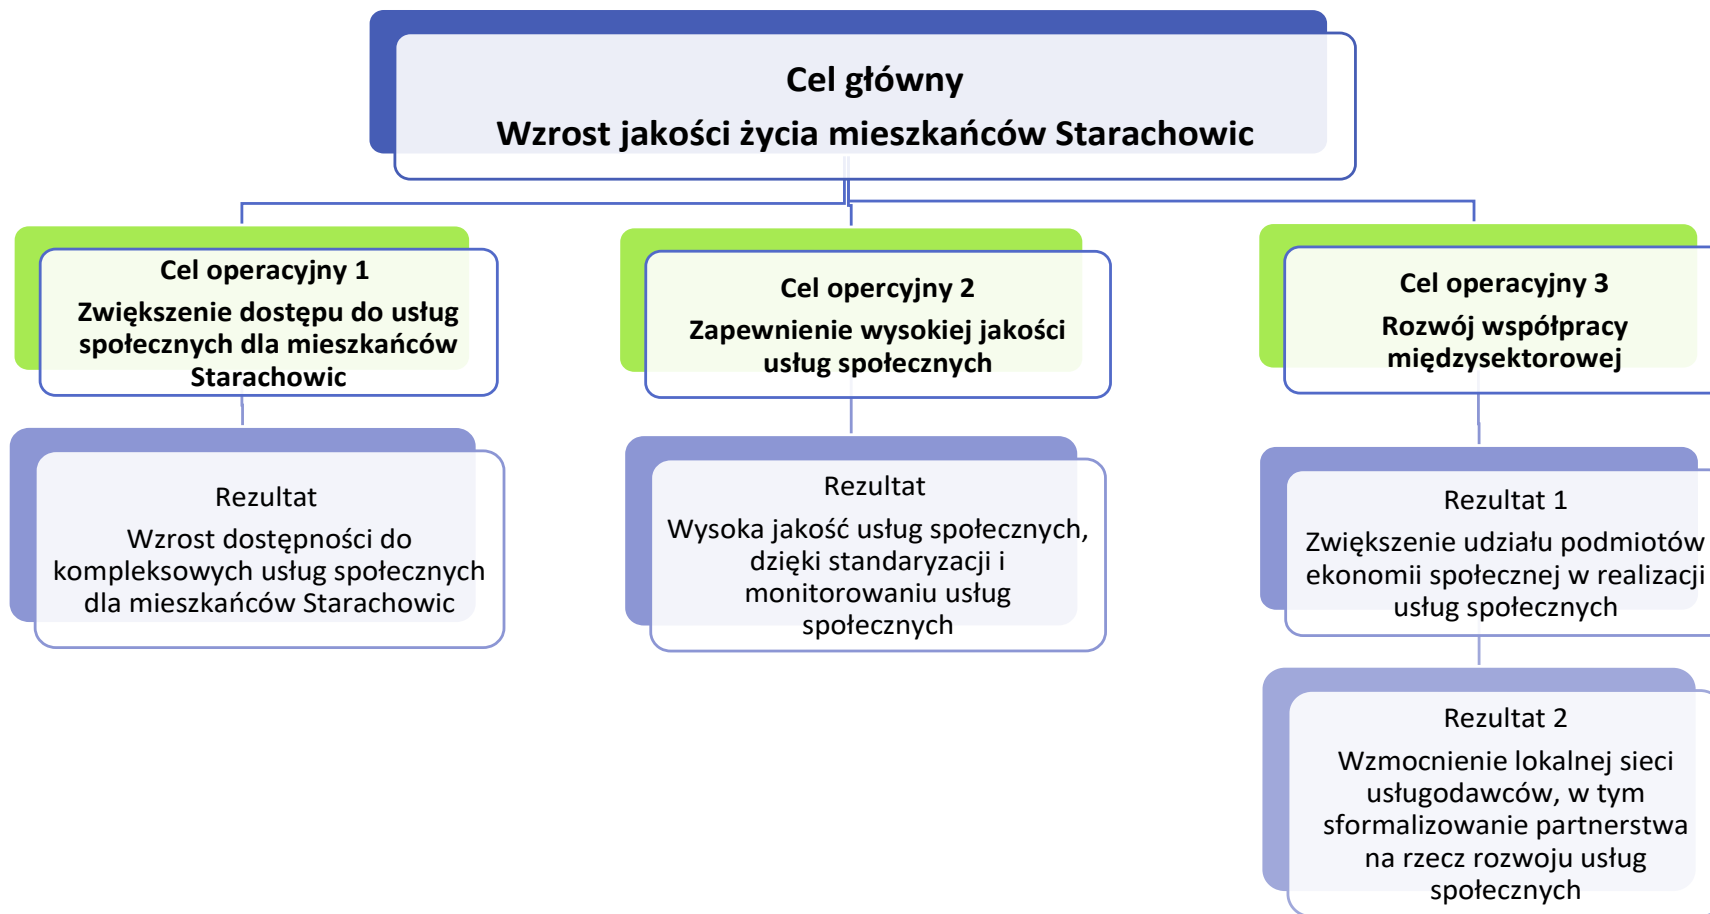 Cel główny
Wzrost jakości życia mieszkańców Starachowic
Cel operacyjny 1
Zwiększenie dostępu do usług
społecznych dla mieszkańców
Starachowic
Rezultat
Wzrost dostępności do
kompleksowych usług społecznych
dla mieszkańców Starachowic
Cel opercyjny 2
Zapewnienie wysokiej jakości
usług społecznych
Rezultat
Wysoka jakość usług społecznych,
dzięki standaryzacji i
monitorowaniu usług
społecznych
Cel operacyjny 3
Rozwój współpracy
międzysektorowej
Rezultat 1
Zwiększenie udziału podmiotów
ekonomii społecznej w realizacji
usług społecznych
Rezultat 2
Wzmocnienie lokalnej sieci
usługodawców, w tym
sformalizowanie partnerstwa
na rzecz rozwoju usług
społecznych